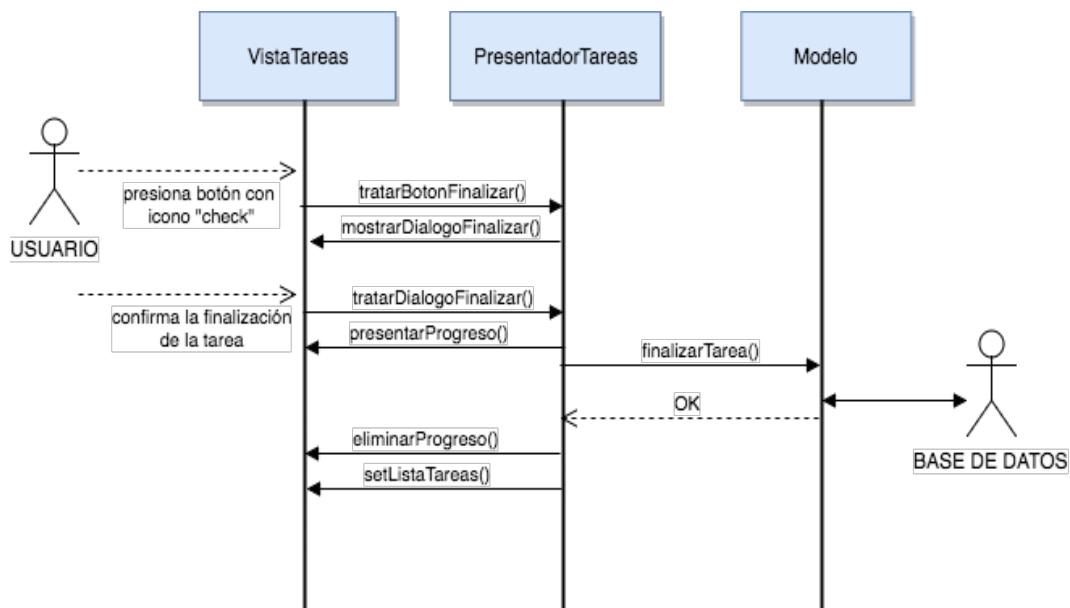 VistaTareas
PresentadorTareas
Modelo
presiona botón con
icono "check"
tratarBotonFinalizar()
mostrarDialogoFinalizar()
USUARIO
tratarDialogoFinalizar()
confirma la finalización
de la tarea
presentarProgreso()
finalizarTarea()
OK
eliminarProgreso()
BASE DE DATOS
setListaTareas()